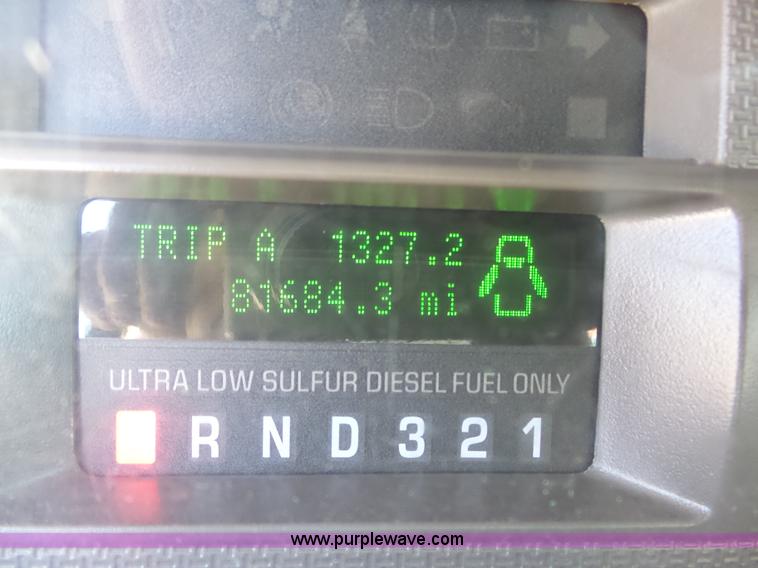 TRIP A 1327.2
81684.3 mi
ULTRA LOW SULFUR DIESEL FUEL ONLY
R N D 3 2 1
www.purplewave.com